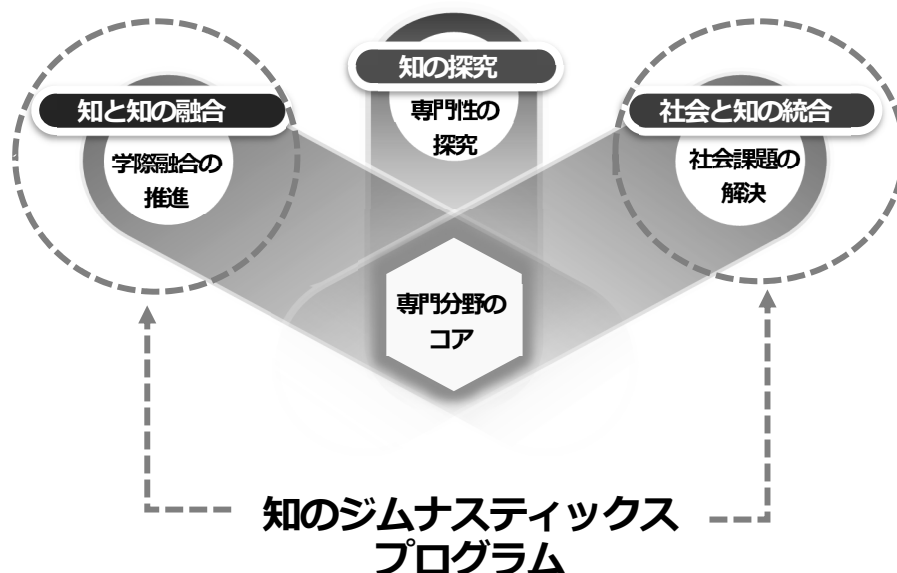 知の探究
専門性の
探究
知と知の融合
学際融合の
推進
社会と知の統合
社会課題の
解決
専門分野の
コア
知のジムナスティックス
プログラム